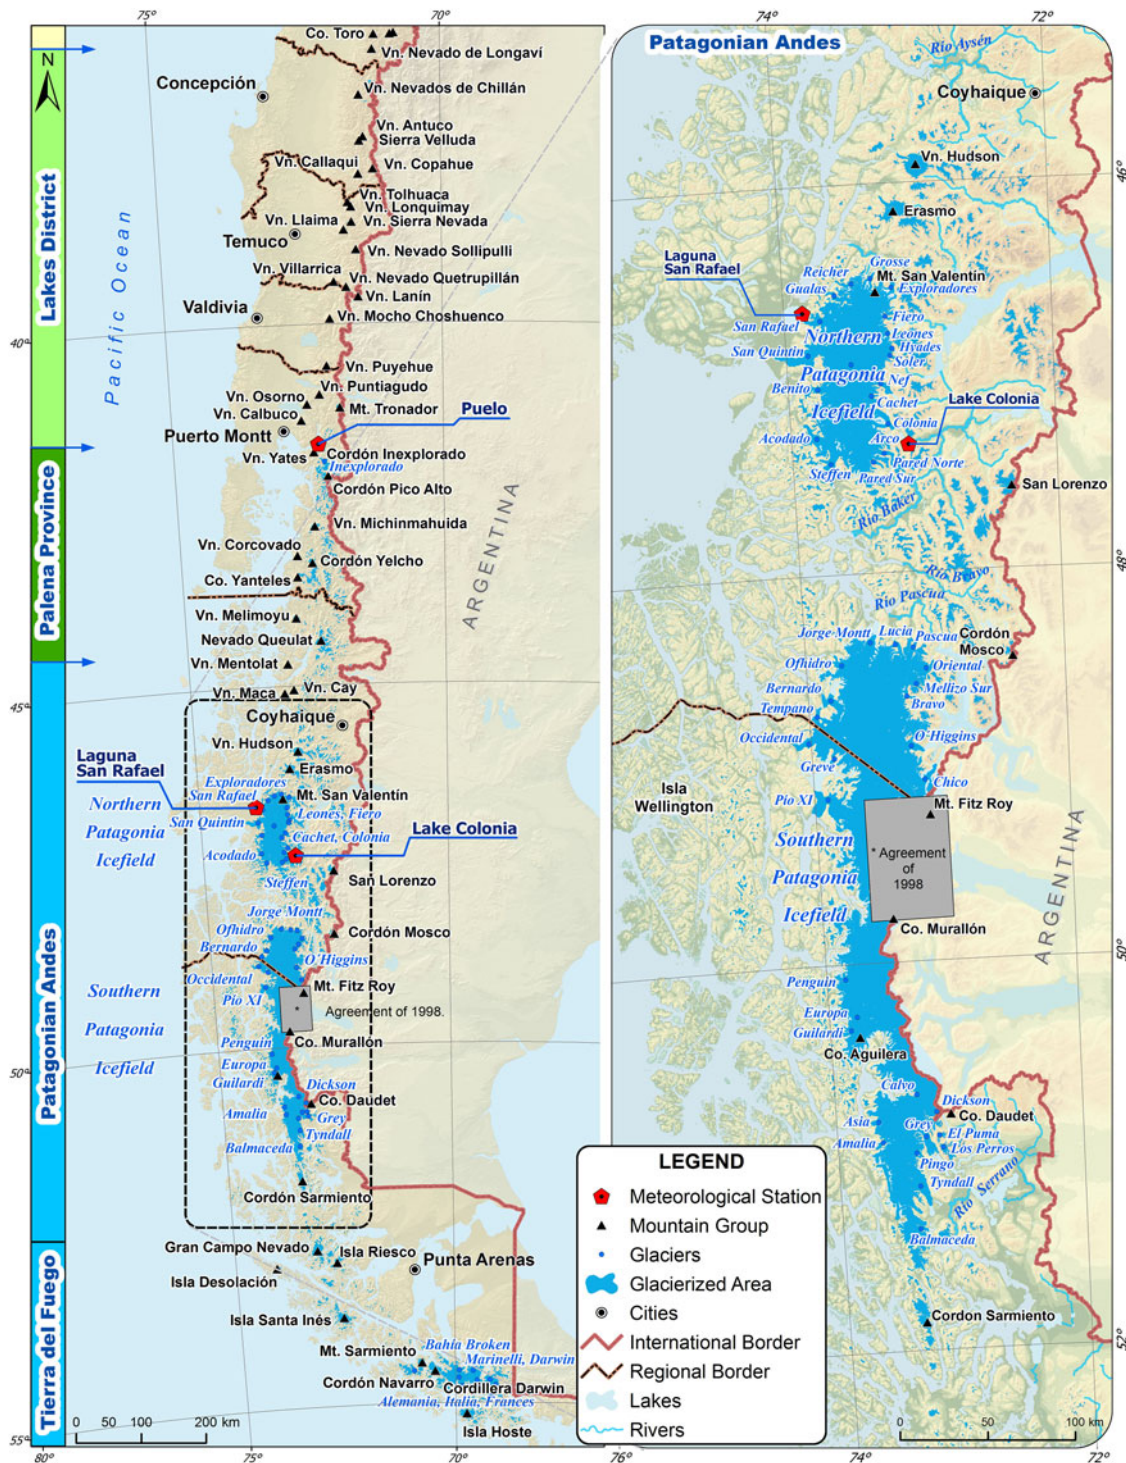 75°
70°
N
Lakes District
Palena Province
Patagonian Andes
Tierra del Fuego
Pacific Ocean
Co. Toro
Vn. Nevado de Longaví
Concepción
Vn. Nevados de Chillán
Vn. Antuco
Sierra Velluda
Vn. Callaqui
Vn. Copahue
Vn. Tolhuaca
Vn. Lonquimay
Vn. Llaima
Vn. Sierra Nevada
Temuco
Vn. Nevado Sollipulli
Vn. Villarrica
Vn. Nevado Quetrupillán
Vn. Lanín
Valdivia
Vn. Mocho Choshuenco
40°
Vn. Puyehue
Vn. Puntiagudo
Vn. Osorno
Mt. Tronador
Vn. Calbuco
Puelo
Puerto Montt
Vn. Yates
Cordón Inexplorado
Inexplorado
Cordón Pico Alto
ARGENTINA
Vn. Michinmahuida
Vn. Corcovado
Cordón Yelcho
Co. Yanteles
Vn. Melimoyu
Nevado Queulat
Vn. Mentolat
Vn. Maca
Vn. Cay
45°
Coyhaique
Vn. Hudson
Laguna
San Rafael
Erasmo
Exploradores
San Rafael
Mt. San Valentín
Northern
Patagonia
Icefield
Leones, Fiero
San Quintin
Cachet, Colonia
Lake Colonia
Acodado
Steffen
San Lorenzo
Jorge Montt
Ofhidro
Cordón Mosco
Bernardo
O'Higgins
Occidental
Southern
Patagonia
Icefield
Pio XI
Mt. Fitz Roy
* Agreement of 1998.
Co. Murallón
Penguin
Europa
Guilardi
50°
Dickson
Co. Daudet
Amalia
Grey
Tyndall
Balmaceda
Cordón Sarmiento
Gran Campo Nevado
Isla Riesco
Punta Arenas
Isla Desolación
Isla Santa Inés
Mt. Sarmiento
Bahía Broken
Marinelli, Darwin
Cordón Navarro
Cordillera Darwin
Alemania, Italia, Frances
Isla Hoste
0 50 100 200 km
55°
80°
75°
70°
74°
72°
Patagonian Andes
Río Aysén
Coyhaique
Vn. Hudson
46°
Erasmo
Laguna
San Rafael
Grosse
Reicher
Mt. San Valentín
Gualas
Exploradores
San Rafael
Fiero
Northern
Patagonia
Icefield
Leones
Hyades
San Quintin
Soler
Nef
Benito
Cachet
Lake Colonia
Colonia
Acodado
Arco
Pared Norte
Steffen
Pared Sur
San Lorenzo
Río Baker
48°
Río Bravo
Río Pascua
Jorge Montt
Lucía
Pascua
Cordón
Mosco
Ofhidro
Oriental
Bernardo
Mellizo Sur
Tempano
Bravo
Occidental
O'Higgins
Greve
Chico
Isla
Wellington
Pio XI
Mt. Fitz Roy
Southern
Patagonia
Icefield
* Agreement
of
1998
ARGENTINA
Co. Murallón
50°
Penguin
Europa
Guilardi
Co. Aguilera
Calvo
Dickson
Co. Daudet
Asia
Grey
El Puma
Amalia
Los Perros
Pingo
Tyndall
Río Serrano
Balmaceda
Cordon Sarmiento
52°
0 50 100 km
76°
74°
72°
LEGEND
Meteorological Station
Mountain Group
Glaciers
Glacierized Area
Cities
International Border
Regional Border
Lakes
Rivers